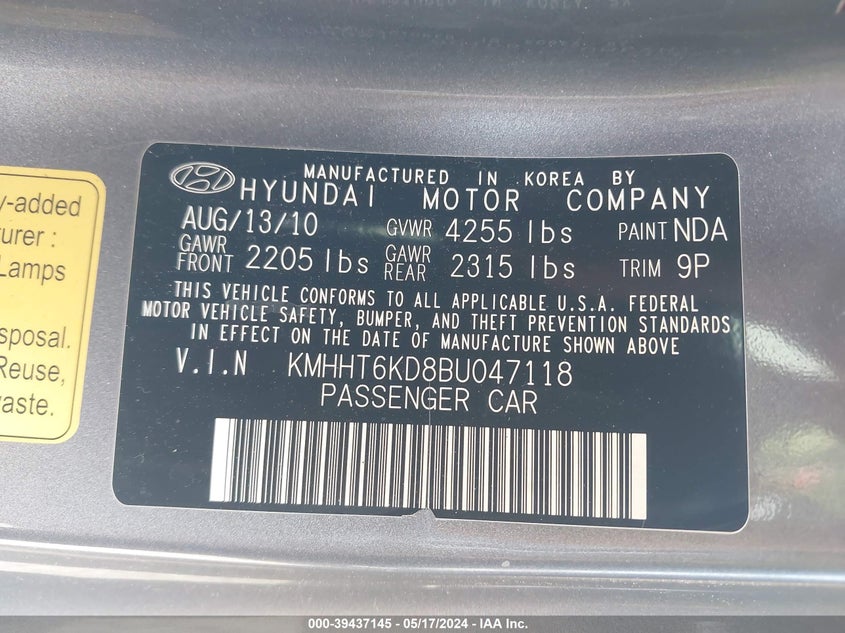 y-added
urer :
Lamps
sposal.
Reuse,
waste.
MANUFACTURED IN KOREA BY
HYUNDAI MOTOR COMPANY
AUG/13/10 GVWR 4255 lbs PAINT NDA
GAWR FRONT 2205 lbs GAWR REAR 2315 lbs TRIM 9P
THIS VEHICLE CONFORMS TO ALL APPLICABLE U.S.A. FEDERAL
MOTOR VEHICLE SAFETY, BUMPER, AND THEFT PREVENTION STANDARDS
IN EFFECT ON THE DATE OF MANUFACTURE SHOWN ABOVE
V.I.N KMHHT6KD8BU047118
PASSENGER CAR
000-39437145 - 05/17/2024 - IAAI.COM